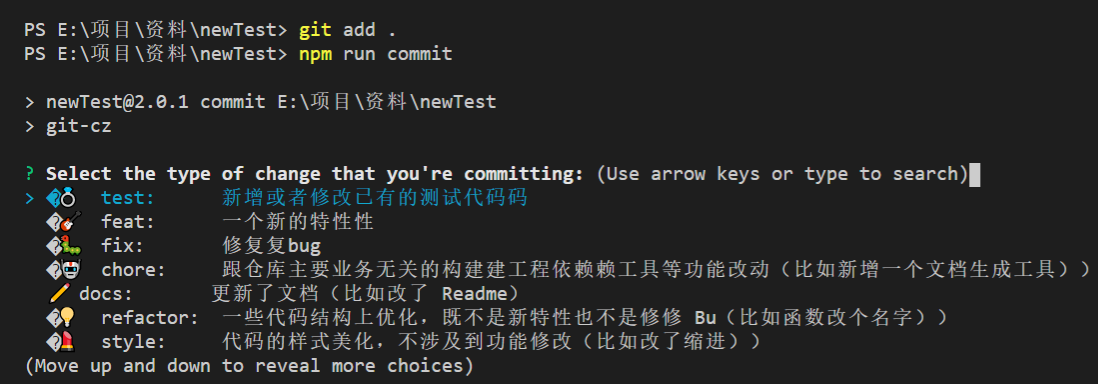 PS E:\项目\资料\newTest> git add .
PS E:\项目\资料\newTest> npm run commit
> newTest@2.0.1 commit E:\项目\资料\newTest
> git-cz
? Select the type of change that you're committing: (Use arrow keys or type to search)
> �💍  test:      新增或者修改已有的测试代码码
�🎸  feat:      一个新的特性性
�🐛  fix:       修复复bug
�🤖  chore:     跟仓库主要业务无关的构建建工程依赖赖工具等功能改动（比如新增一个文档生成工具））
✏️ docs:       更新了文档（比如改了 Readme）
�💡  refactor:  一些代码结构上优化，既不是新特性也不是修修 Bu（比如函数改个名字））
�💄  style:     代码的样式美化，不涉及到功能修改（比如改了缩进））
(Move up and down to reveal more choices)